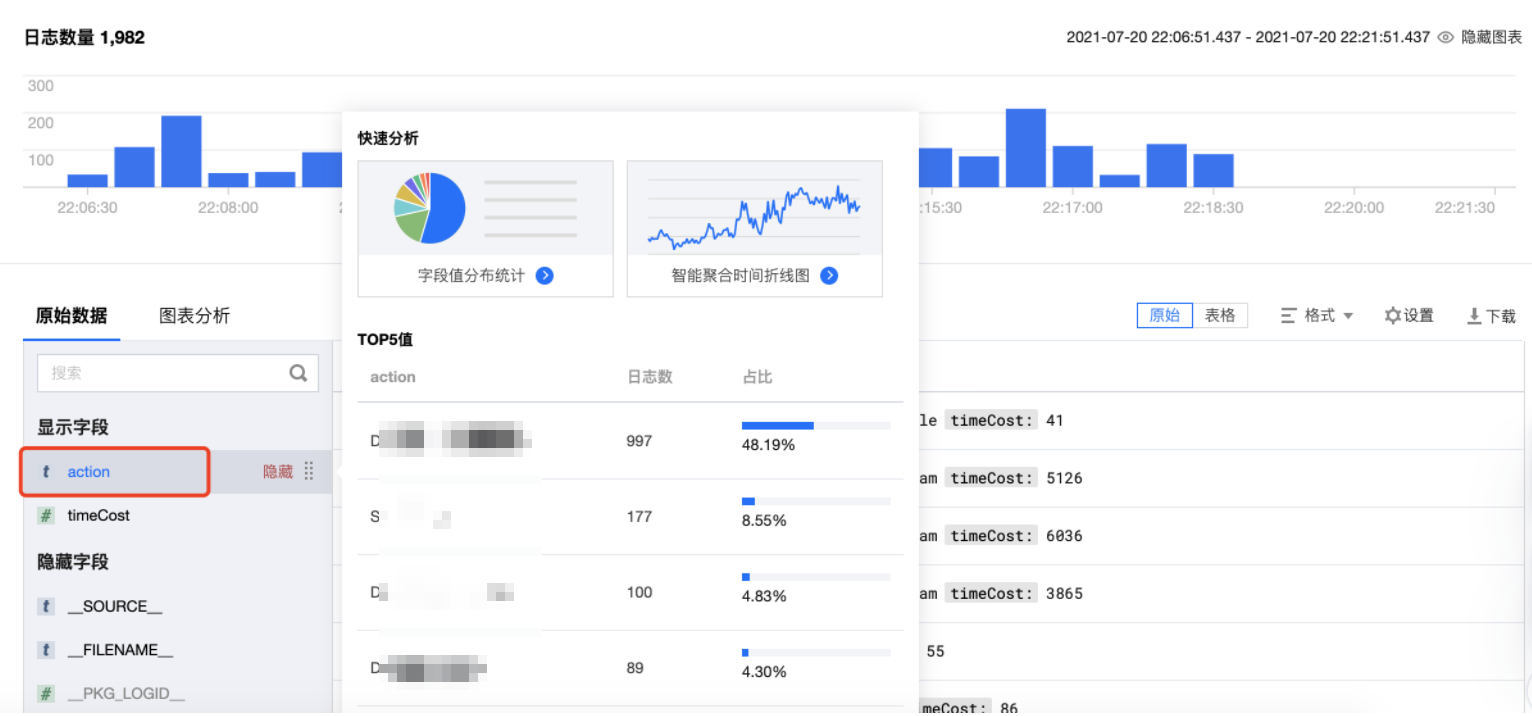 日志数量 1,982
2021-07-20 22:06:51.437 - 2021-07-20 22:21:51.437 隐藏图表
300
200
100
22:06:30 22:08:00 :15:30 22:17:00 22:18:30 22:20:00 22:21:30
快速分析
字段值分布统计 智能聚合时间折线图
原始数据 图表分析
原始 表格 格式 设置 下载
搜索
显示字段
t action 隐藏
# timeCost
隐藏字段
t __SOURCE__
t __FILENAME__
# __PKG_LOGID__
TOP5值
action 日志数 占比
D 997 48.19%
S 177 8.55%
D 100 4.83%
D 89 4.30%
le timeCost: 41
am timeCost: 5126
am timeCost: 6036
am timeCost: 3865
55
meCost: 86